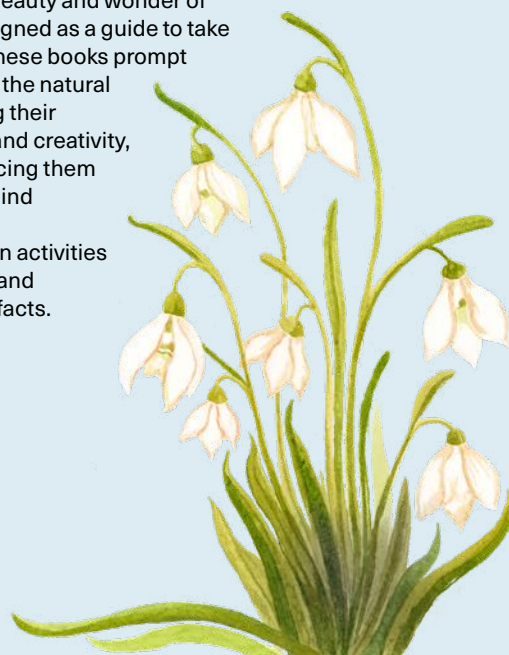 eauty and wonder of
igned as a guide to take
hese books prompt
the natural
g their
and creativity,
cing them
ind
n activities
and
facts.